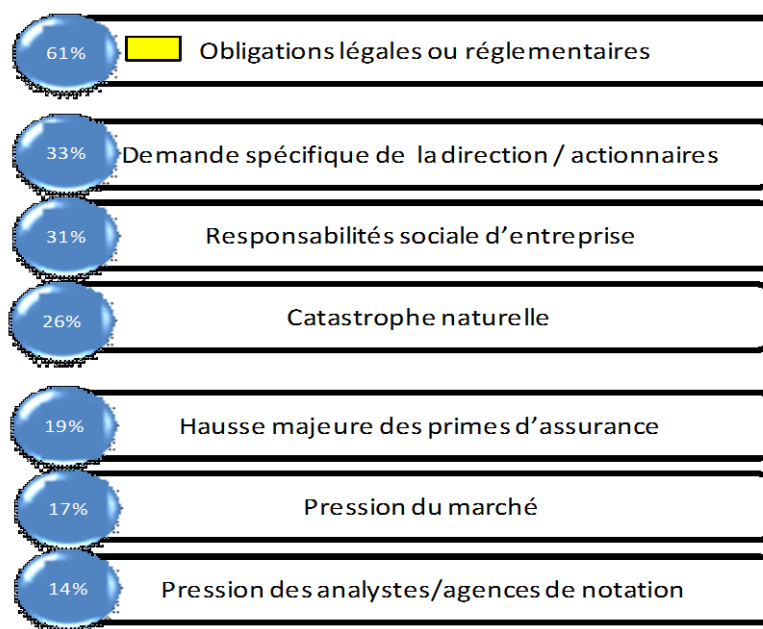 61% Obligations légales ou réglementaires
33% Demande spécifique de la direction / actionnaires
31% Responsabilités sociale d’entreprise
26% Catastrophe naturelle
19% Hausse majeure des primes d’assurance
17% Pression du marché
14% Pression des analystes/agences de notation